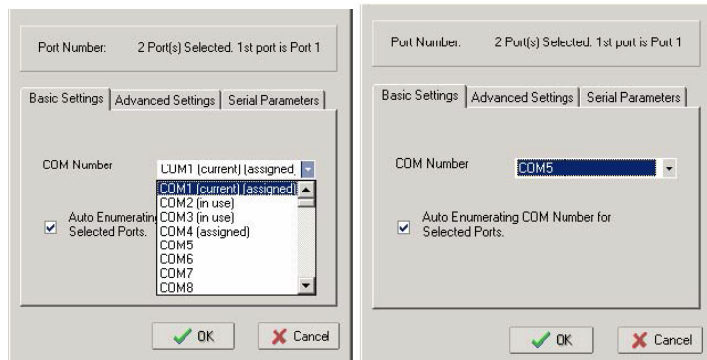 Port Number: 2 Port(s) Selected. 1st port is Port 1
Basic Settings Advanced Settings Serial Parameters
COM Number COM1 (current) (assigned)
COM1 (current) (assigned)
COM2 (in use)
Auto Enumerating COM3 (in use)
Selected Ports. COM4 (assigned)
COM5
COM6
COM7
COM8
OK Cancel
Port Number: 2 Port(s) Selected. 1st port is Port 1
Basic Settings Advanced Settings Serial Parameters
COM Number COM5
Auto Enumerating COM Number for
Selected Ports.
OK Cancel